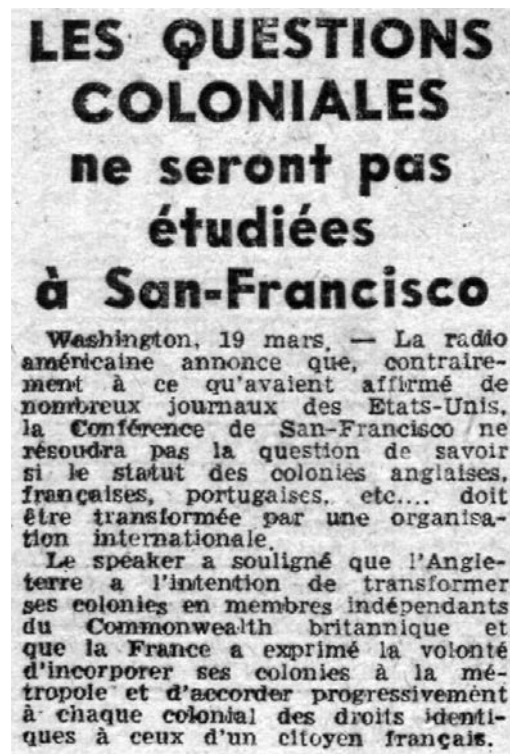 LES QUESTIONS
COLONIALES
ne seront pas
étudiées
à San-Francisco
Washington, 19 mars. — La radio
américaine annonce que, contraire-
ment à ce qu'avaient affirmé de
nombreux journaux des Etats-Unis,
la Conférence de San-Francisco ne
résoudra pas la question de savoir
si le statut des colonies anglaises,
françaises, portugaises, etc.... doit
être transformée par une organisa-
tion internationale.
Le speaker a souligné que l'Angle-
terre a l'intention de transformer
ses colonies en membres indépendants
du Commonwealth britannique et
que la France a exprimé la volonté
d'incorporer ses colonies à la mé-
tropole et d'accorder progressivement
à chaque colonial des droits identi-
ques à ceux d'un citoyen français.